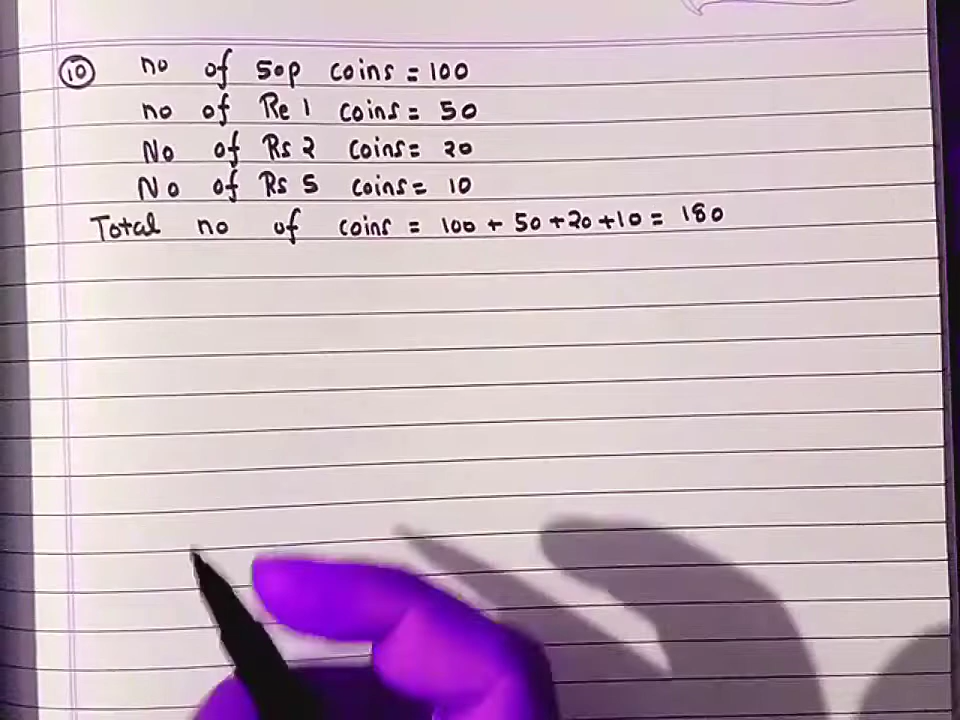 10 no of 50p coins = 100
no of Re 1 coins = 50
No of Rs 2 coins = 20
No of Rs 5 coins = 10
Total no of coins = 100 + 50 + 20 + 10 = 180